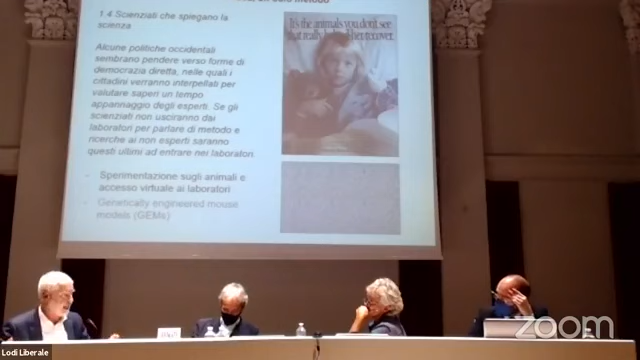 metodo
1.4 Scienziati che spiegano la
scienza
Alcune politiche occidentali
sembrano pendere verso forme di
democrazia diretta, nelle quali i
cittadini verranno interpellati per
valutare saperi un tempo
appannaggio degli esperti. Se gli
scienziati non usciranno dai
laboratori per parlare di metodo e
ricerche ai non esperti saranno
questi ultimi ad entrare nei laboratori.
- Sperimentazione sugli animali e
accesso virtuale ai laboratori
- Genetically engineered mouse
models (GEMs)
It's the animals you don't see
that really helped her recover.
Lodi Liberale
zoom